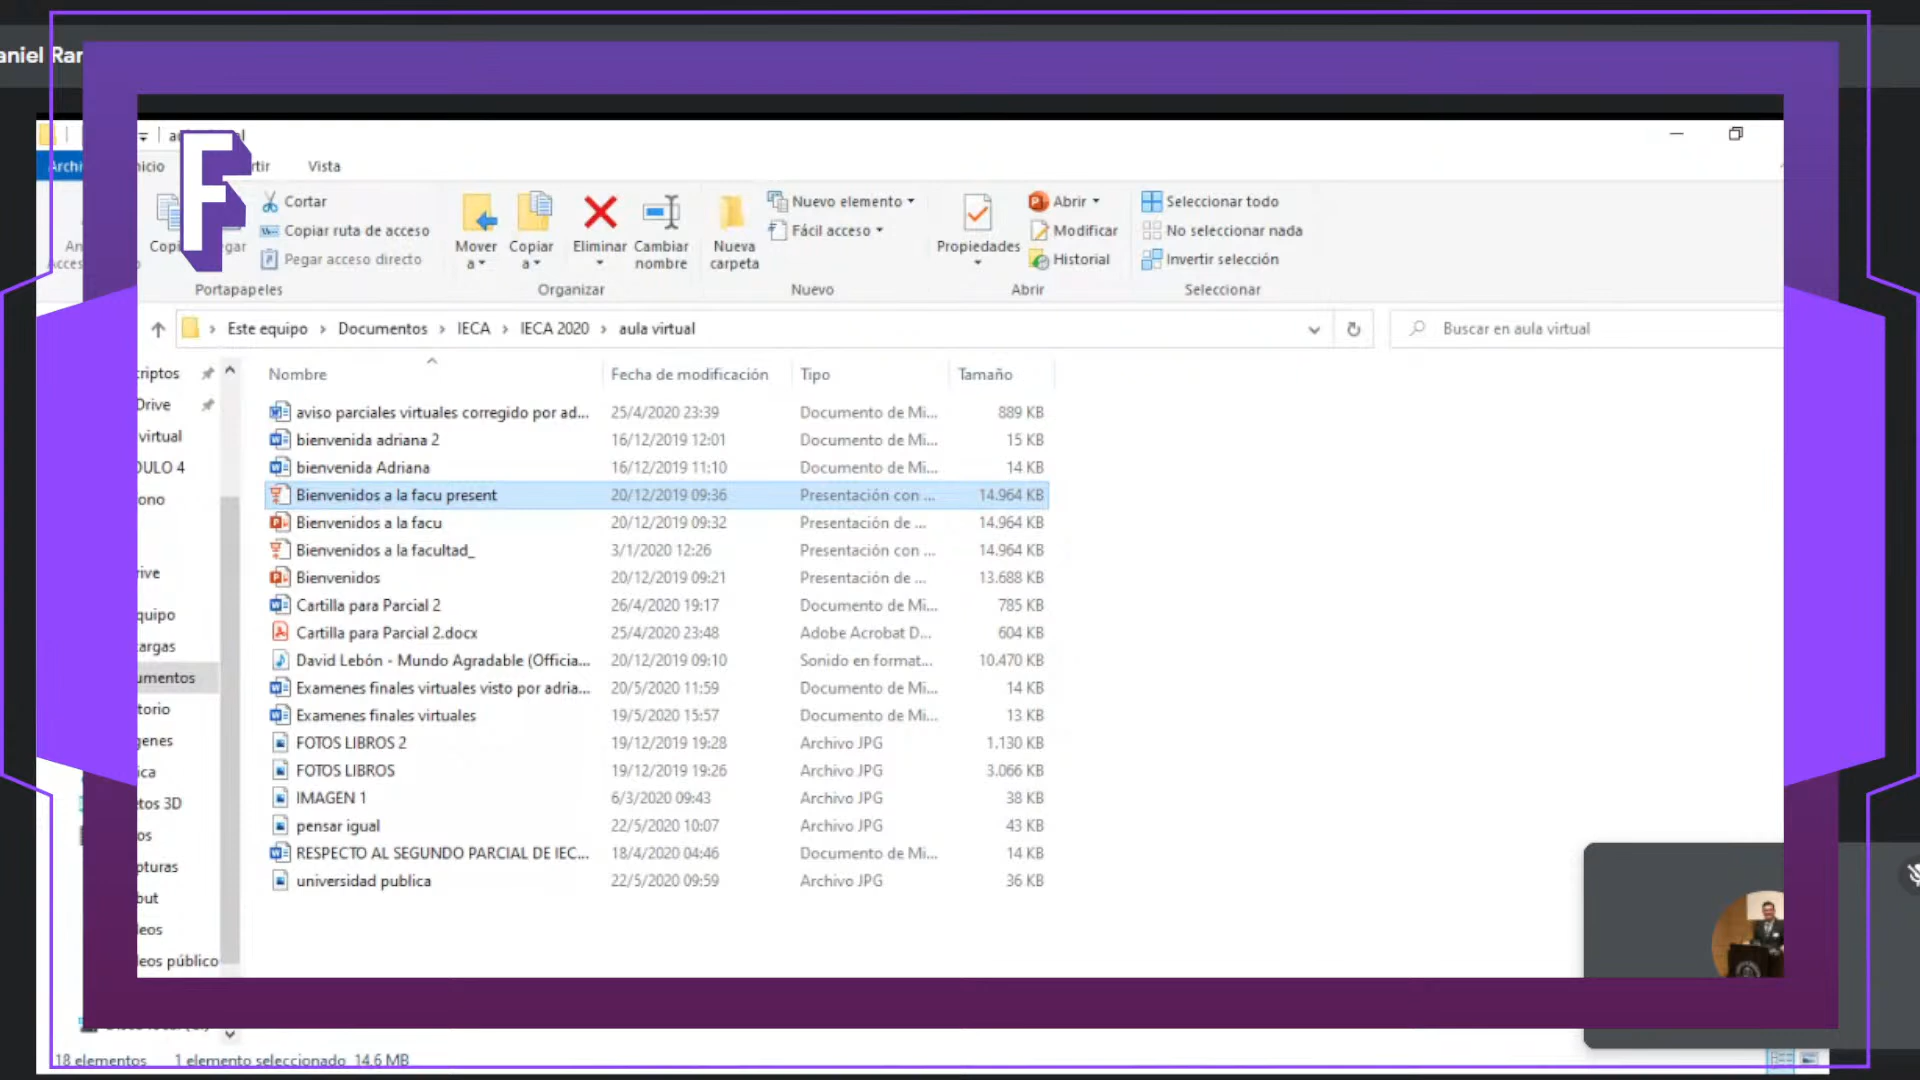 aniel Rar
F
Archi
nicio
rtir
Vista
Cortar
Copiar ruta de acceso
Pegar acceso directo
Portapapeles
Mover a
Copiar a
Eliminar
Cambiar nombre
Organizar
Nueva carpeta
Nuevo elemento
Fácil acceso
Nuevo
Propiedades
Abrir
Modificar
Historial
Abrir
Seleccionar todo
No seleccionar nada
Invertir selección
Seleccionar
Este equipo > Documentos > IECA > IECA 2020 > aula virtual
Buscar en aula virtual
Nombre Fecha de modificación Tipo Tamaño
aviso parciales virtuales corregido por ad... 25/4/2020 23:39 Documento de Mi... 889 KB
bienvenida adriana 2 16/12/2019 12:01 Documento de Mi... 15 KB
bienvenida Adriana 16/12/2019 11:10 Documento de Mi... 14 KB
Bienvenidos a la facu present 20/12/2019 09:36 Presentación con ... 14.964 KB
Bienvenidos a la facu 20/12/2019 09:32 Presentación de ... 14.964 KB
Bienvenidos a la facultad_ 3/1/2020 12:26 Presentación con ... 14.964 KB
Bienvenidos 20/12/2019 09:21 Presentación de ... 13.688 KB
Cartilla para Parcial 2 26/4/2020 19:17 Documento de Mi... 785 KB
Cartilla para Parcial 2.docx 25/4/2020 23:48 Adobe Acrobat D... 604 KB
David Lebón - Mundo Agradable (Officia... 20/12/2019 09:10 Sonido en format... 10.470 KB
Examenes finales virtuales visto por adria... 20/5/2020 11:59 Documento de Mi... 14 KB
Examenes finales virtuales 19/5/2020 15:57 Documento de Mi... 13 KB
FOTOS LIBROS 2 19/12/2019 19:28 Archivo JPG 1.130 KB
FOTOS LIBROS 19/12/2019 19:26 Archivo JPG 3.066 KB
IMAGEN 1 6/3/2020 09:43 Archivo JPG 38 KB
pensar igual 22/5/2020 10:07 Archivo JPG 43 KB
RESPECTO AL SEGUNDO PARCIAL DE IEC... 18/4/2020 04:46 Documento de Mi... 14 KB
universidad publica 22/5/2020 09:59 Archivo JPG 36 KB
riptos
Drive
virtual
DULO 4
ono
rive
quipo
argas
umentos
torio
genes
ica
tos 3D
os
pturas
out
leos
leos público
18 elementos 1 elemento seleccionado 14,6 MB